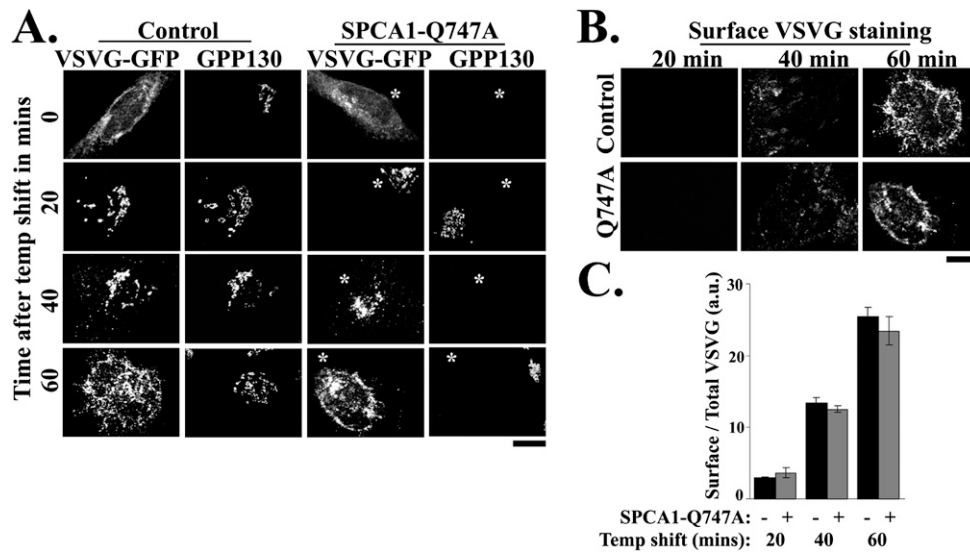 A.
Control SPCA1-Q747A
VSVG-GFP GPP130 VSVG-GFP GPP130
Time after temp shift in mins
0
* *
20
* *
40
* *
60
* *
B.
Surface VSVG staining
20 min 40 min 60 min
Control
Q747A
C.
Surface / Total VSVG (a.u.)
30
20
10
0
SPCA1-Q747A: - + - + - +
Temp shift (mins): 20 40 60